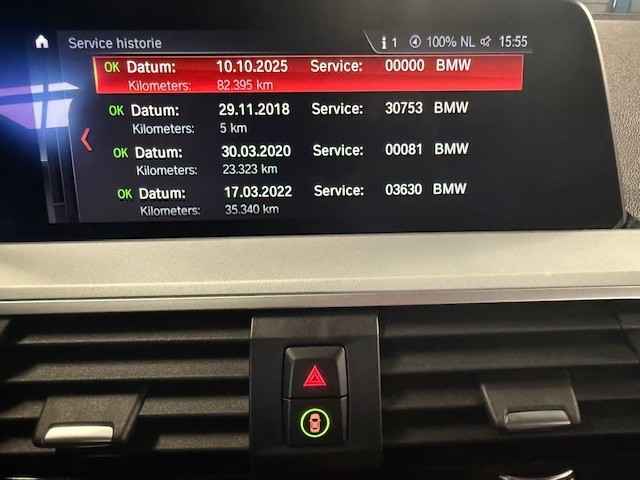 Service historie 1 100% NL 15:55
OK Datum: 10.10.2025 Service: 00000 BMW
Kilometers: 82.395 km
OK Datum: 29.11.2018 Service: 30753 BMW
Kilometers: 5 km
OK Datum: 30.03.2020 Service: 00081 BMW
Kilometers: 23.323 km
OK Datum: 17.03.2022 Service: 03630 BMW
Kilometers: 35.340 km